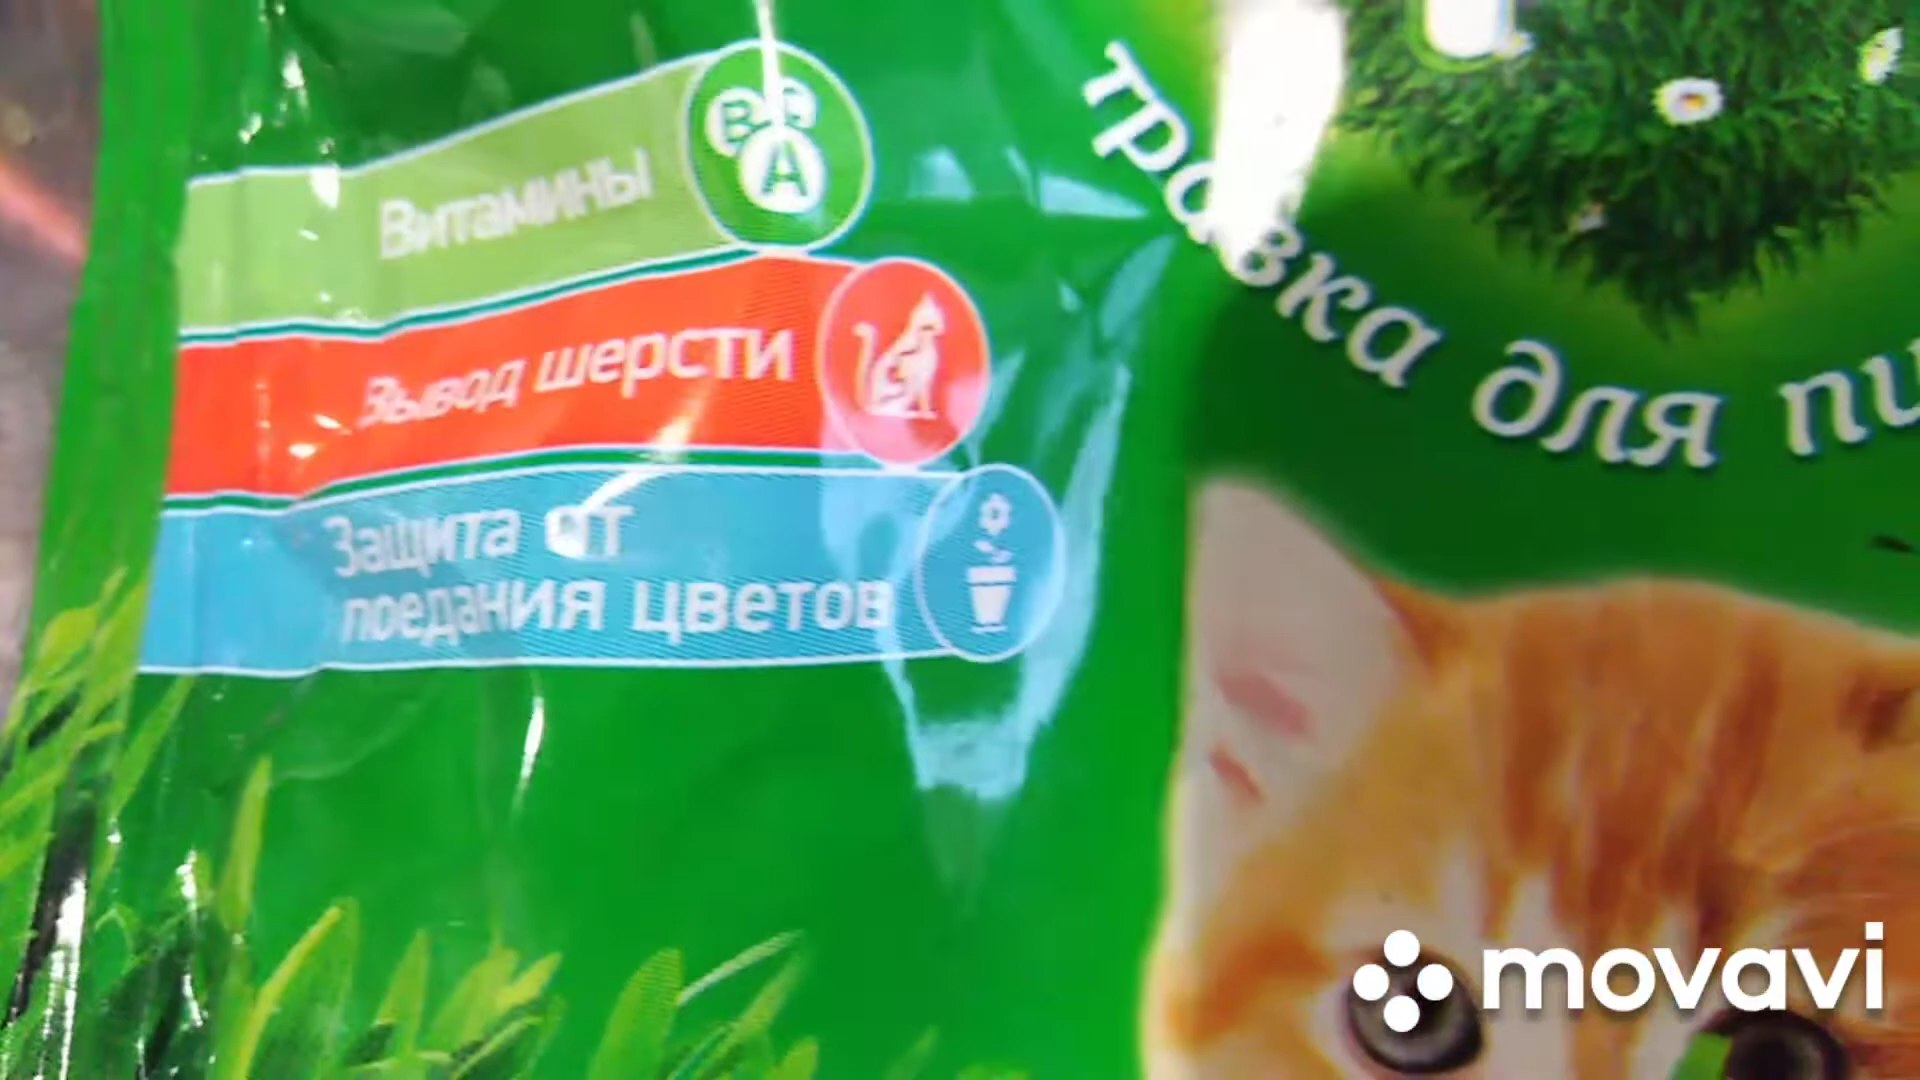 B C
A
Витамины
Вывод шерсти
Защита от
поедания цветов
травка для
movavi